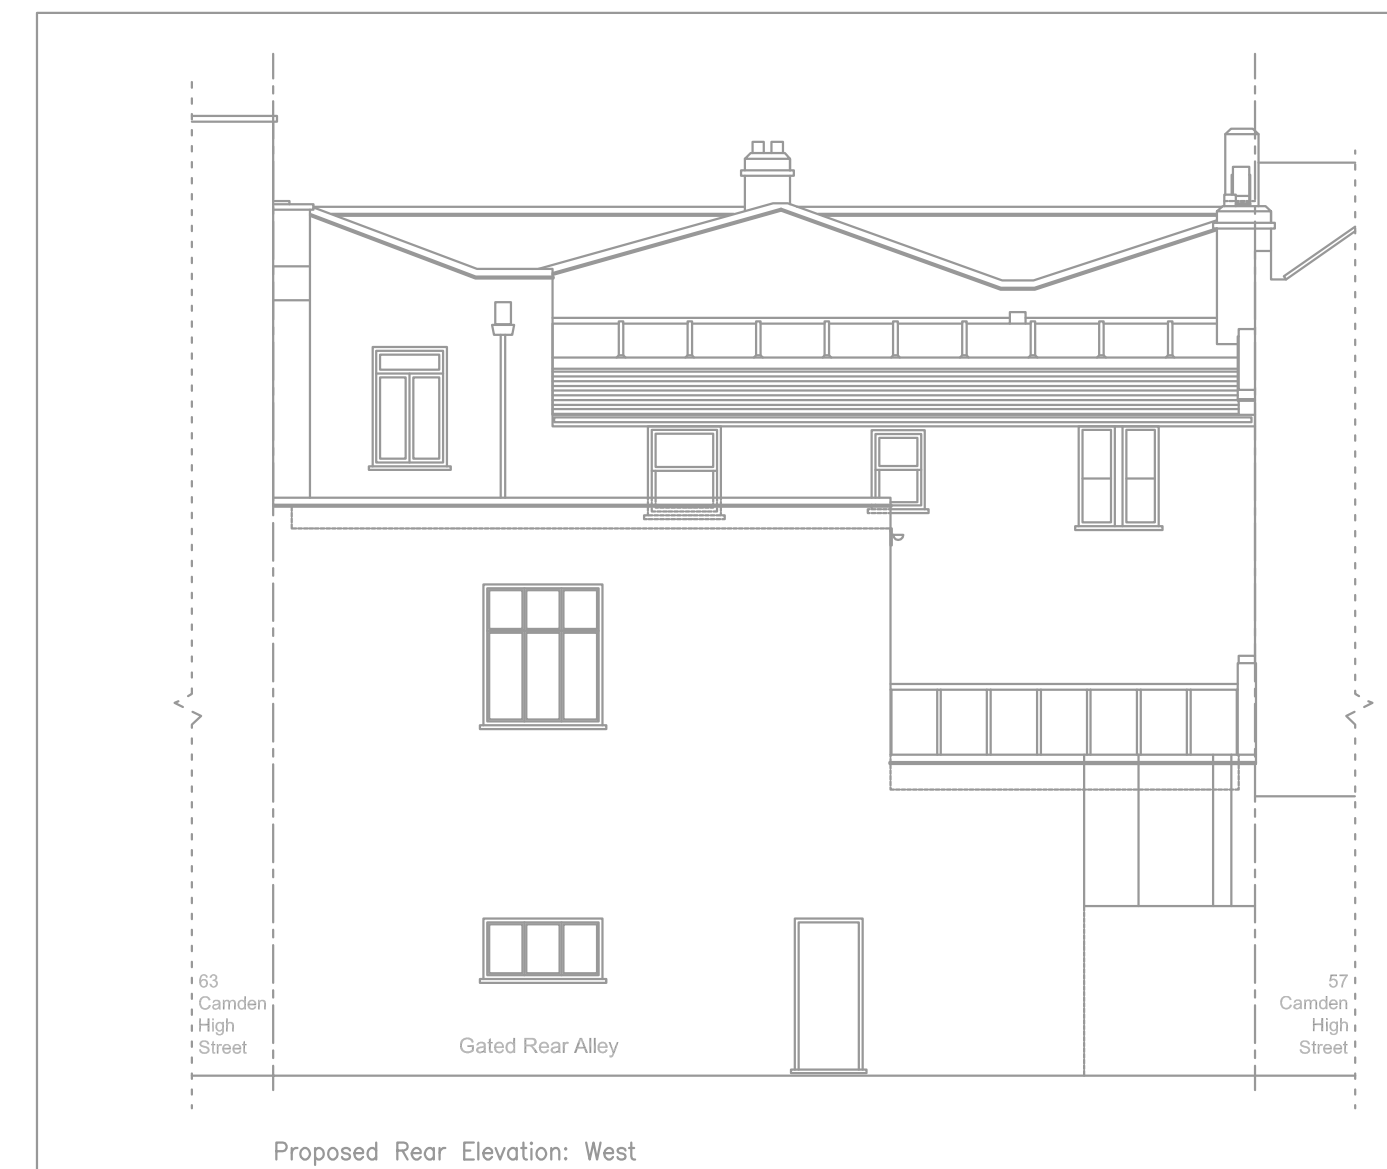 63
Camden
High
Street
Gated Rear Alley
57
Camden
High
Street
Proposed Rear Elevation: West